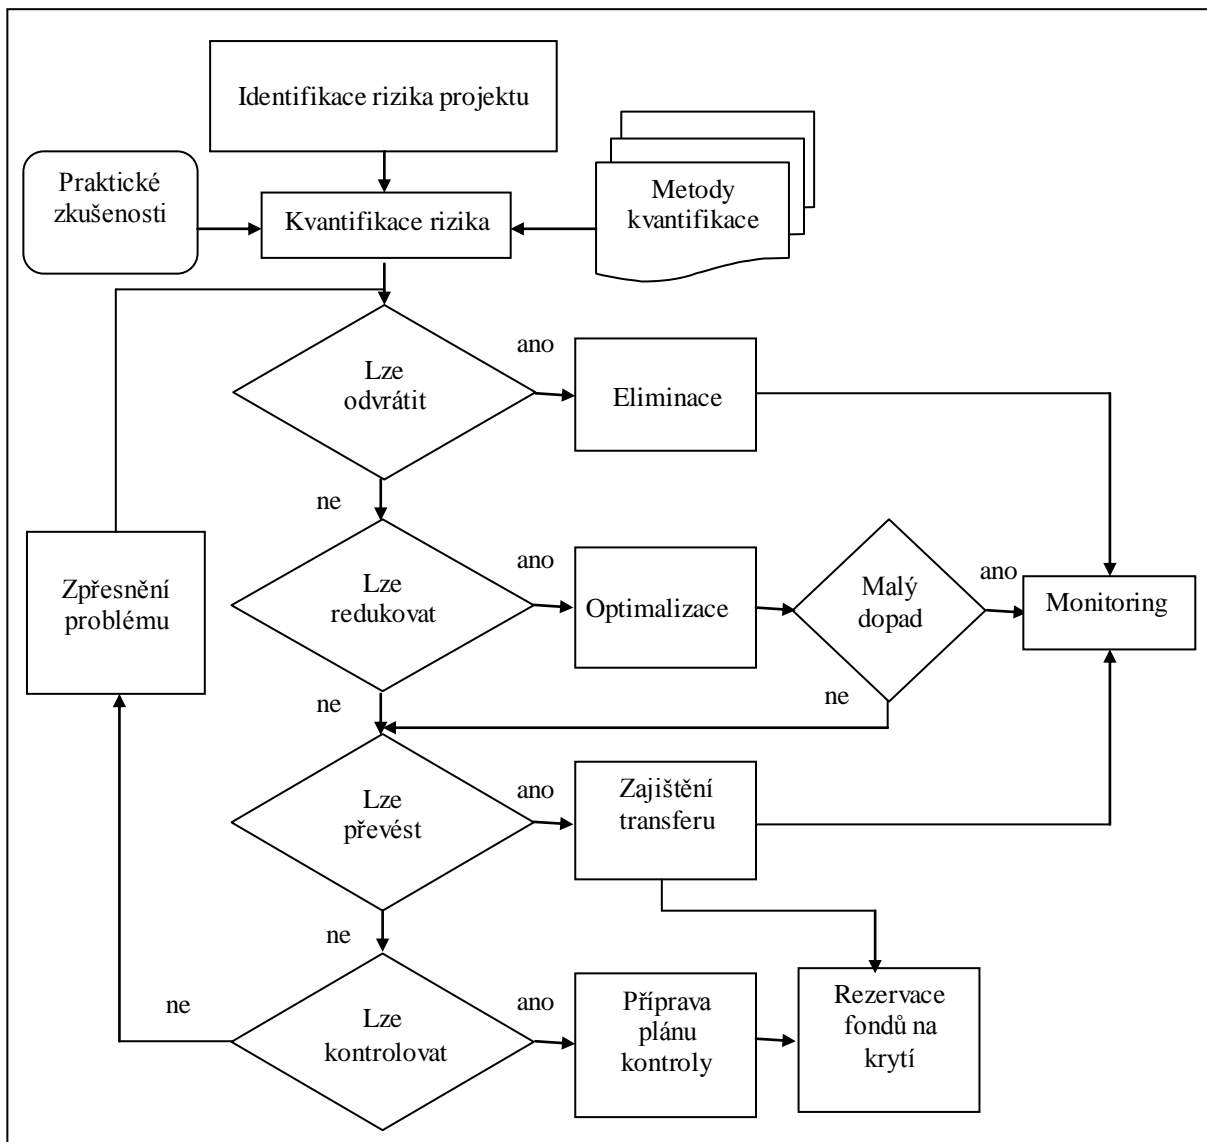 Identifikace rizika projektu
Praktické
zkušenosti
Kvantifikace rizika
Metody
kvantifikace
Lze
odvrátit
ano
Eliminace
ne
Zpřesnění
problému
Lze
redukovat
ano
Optimalizace
Malý
dopad
ano
Monitoring
ne
ne
Lze
převést
ano
Zajištění
transferu
ne
ne
Lze
kontrolovat
ano
Příprava
plánu
kontroly
Rezervace
fondů na
krytí